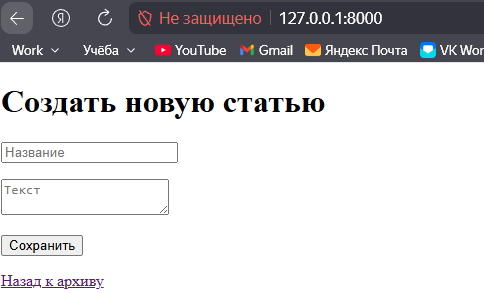 Не защищено 127.0.0.1:8000
Work Учёба YouTube Gmail Яндекс Почта VK Wor
Создать новую статью
Название
Текст
Сохранить
Назад к архиву